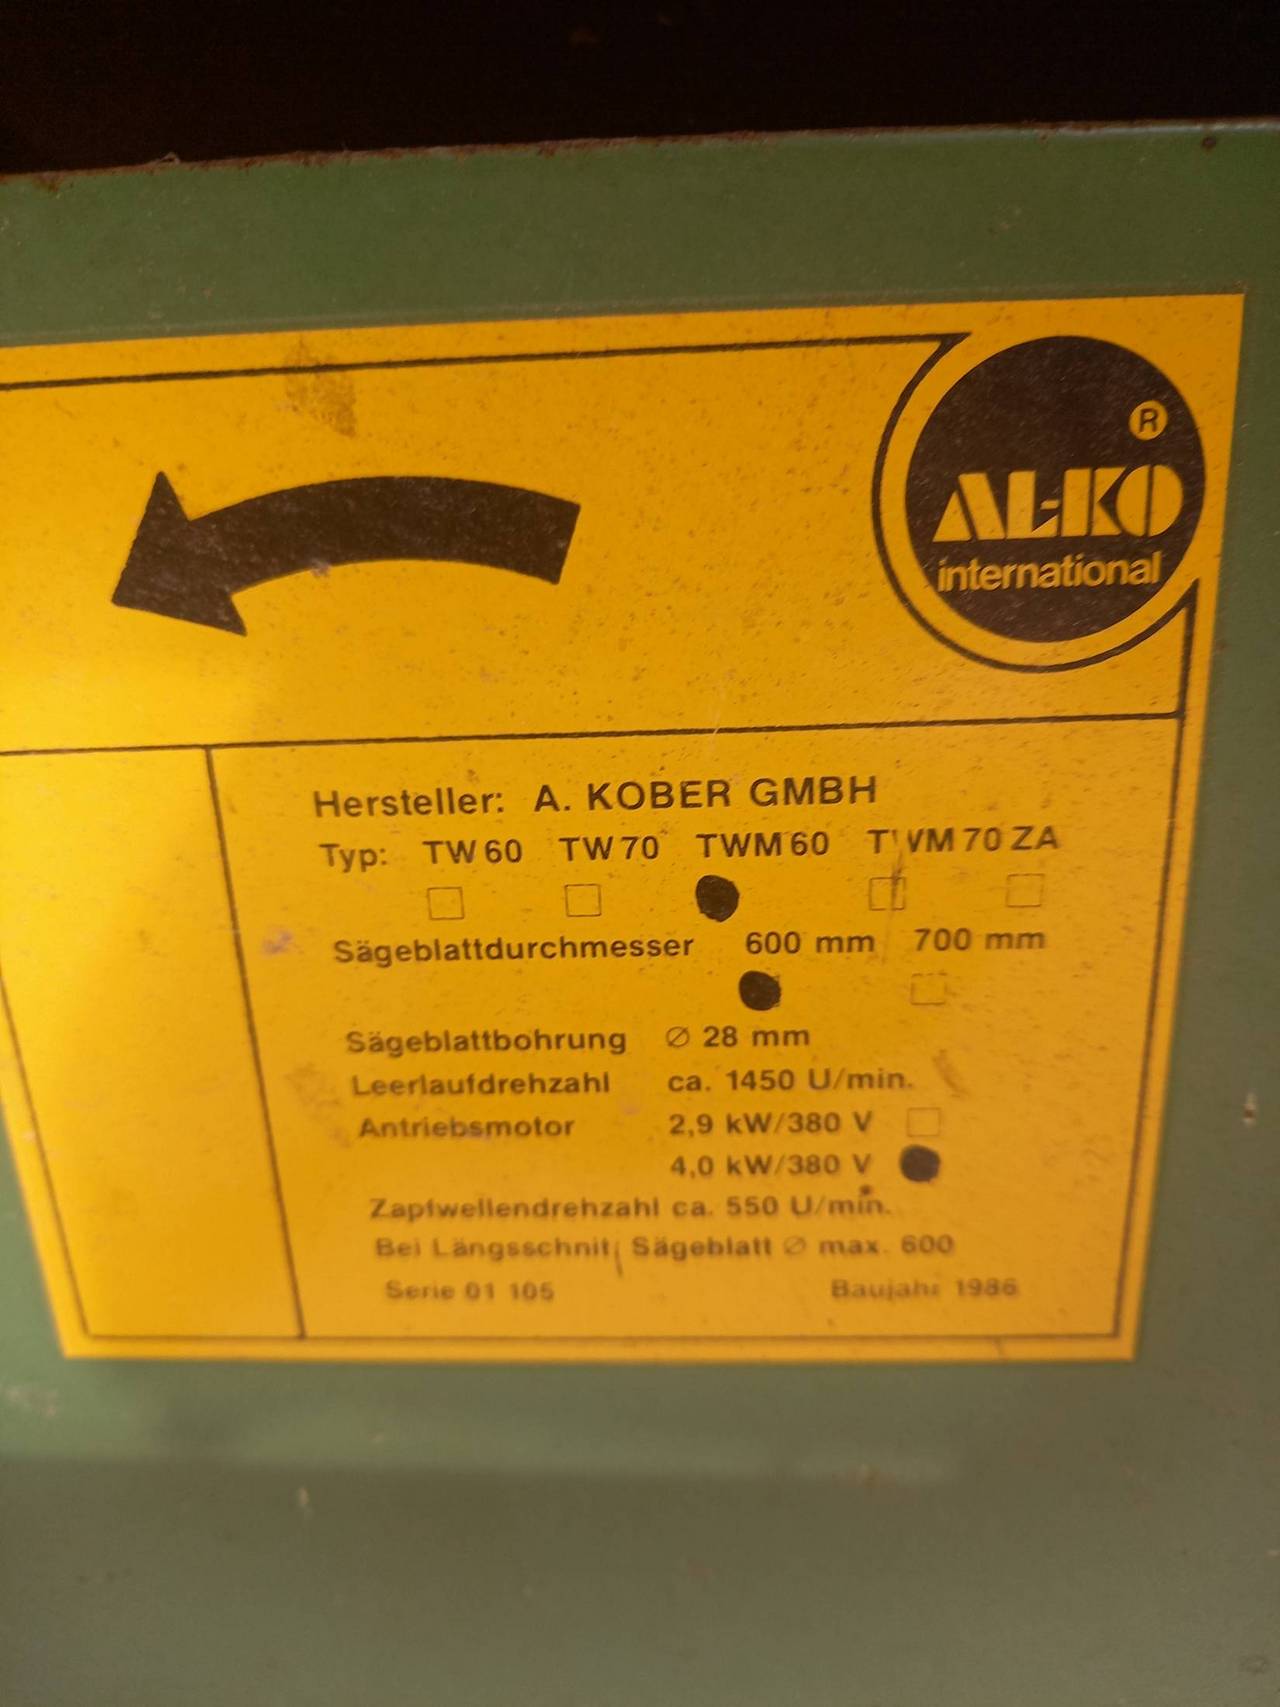 ®
AL-KO
international
Hersteller: A. KOBER GMBH
Typ: TW 60 TW 70 TWM 60 TWM 70 ZA
Sägeblattdurchmesser 600 mm 700 mm
Sägeblattbohrung Ø 28 mm
Leerlaufdrehzahl ca. 1450 U/min.
Antriebsmotor 2,9 kW/380 V
4,0 kW/380 V
Zapfwellendrehzahl ca. 550 U/min.
Bei Längsschnitt Sägeblatt Ø max. 600
Serie 01 105 Baujahr 1986